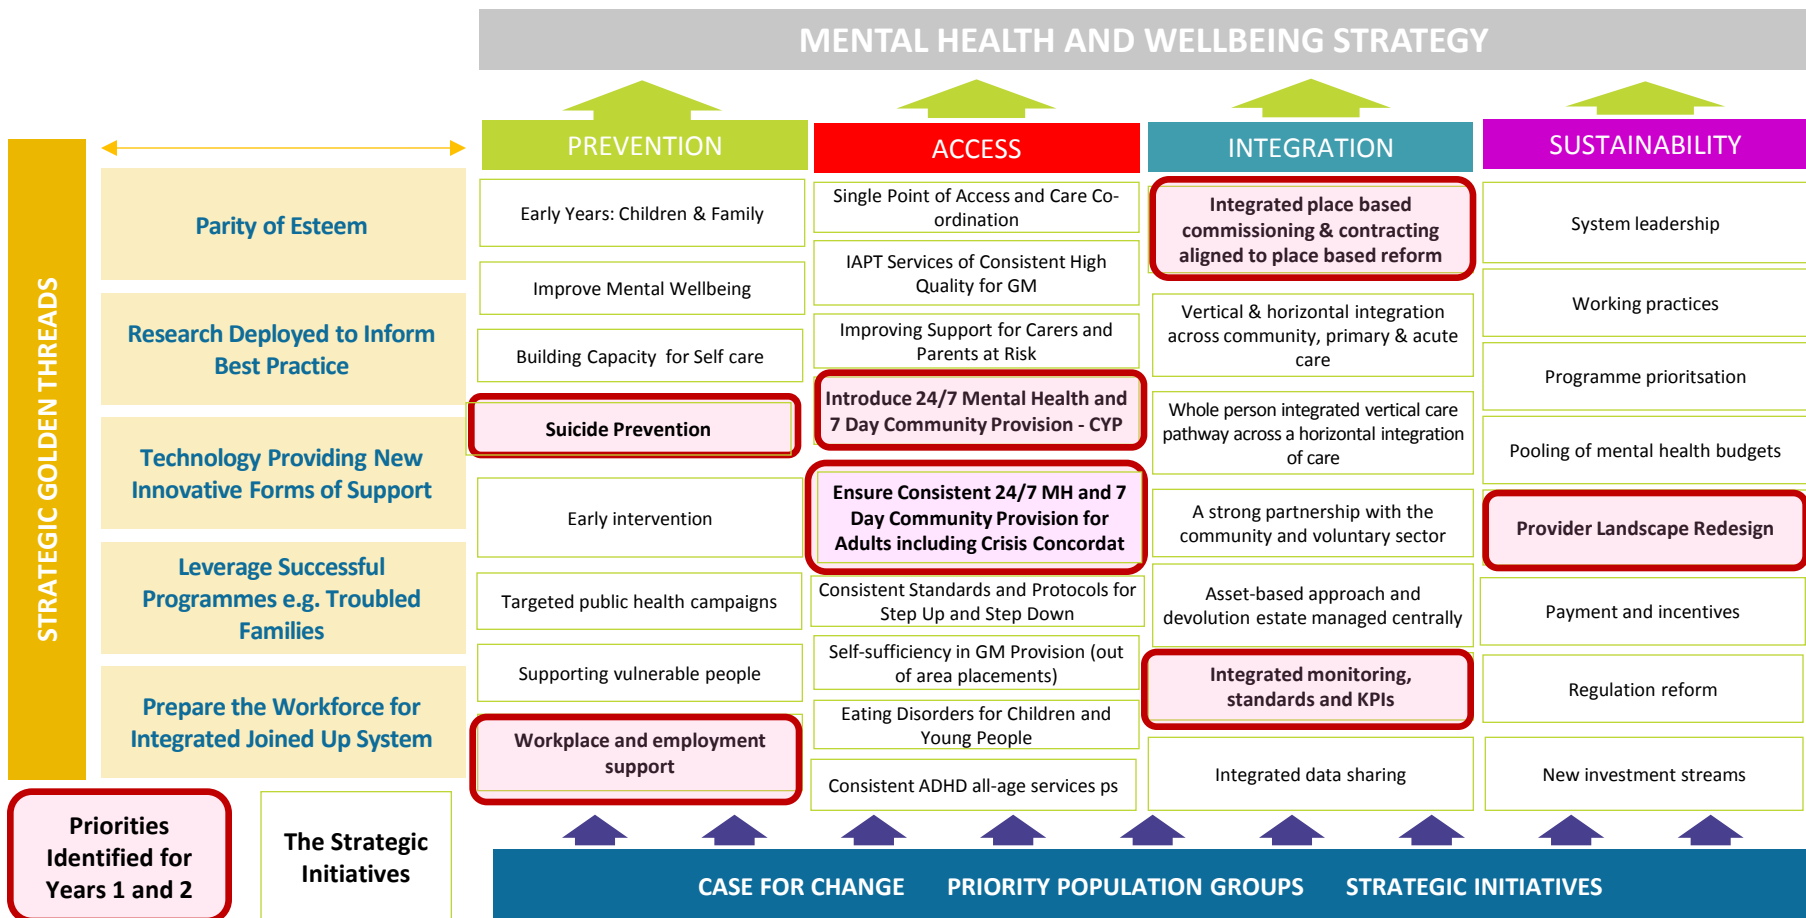 MENTAL HEALTH AND WELLBEING STRATEGY
STRATEGIC GOLDEN THREADS
Parity of Esteem
Research Deployed to Inform
Best Practice
Technology Providing New
Innovative Forms of Support
Leverage Successful
Programmes e.g. Troubled
Families
Prepare the Workforce for
Integrated Joined Up System
PREVENTION
Early Years: Children & Family
Improve Mental Wellbeing
Building Capacity for Self care
Suicide Prevention
Early intervention
Targeted public health campaigns
Supporting vulnerable people
Workplace and employment
support
ACCESS
Single Point of Access and Care Co-
ordination
IAPT Services of Consistent High
Quality for GM
Improving Support for Carers and
Parents at Risk
Introduce 24/7 Mental Health and
7 Day Community Provision - CYP
Ensure Consistent 24/7 MH and 7
Day Community Provision for
Adults including Crisis Concordat
Consistent Standards and Protocols for
Step Up and Step Down
Self-sufficiency in GM Provision (out
of area placements)
Eating Disorders for Children and
Young People
Consistent ADHD all-age services ps
INTEGRATION
Integrated place based
commissioning & contracting
aligned to place based reform
Vertical & horizontal integration
across community, primary & acute
care
Whole person integrated vertical care
pathway across a horizontal integration
of care
A strong partnership with the
community and voluntary sector
Asset-based approach and
devolution estate managed centrally
Integrated monitoring,
standards and KPIs
Integrated data sharing
SUSTAINABILITY
System leadership
Working practices
Programme prioritsation
Pooling of mental health budgets
Provider Landscape Redesign
Payment and incentives
Regulation reform
New investment streams
Priorities
Identified for
Years 1 and 2
The Strategic
Initiatives
CASE FOR CHANGE PRIORITY POPULATION GROUPS STRATEGIC INITIATIVES